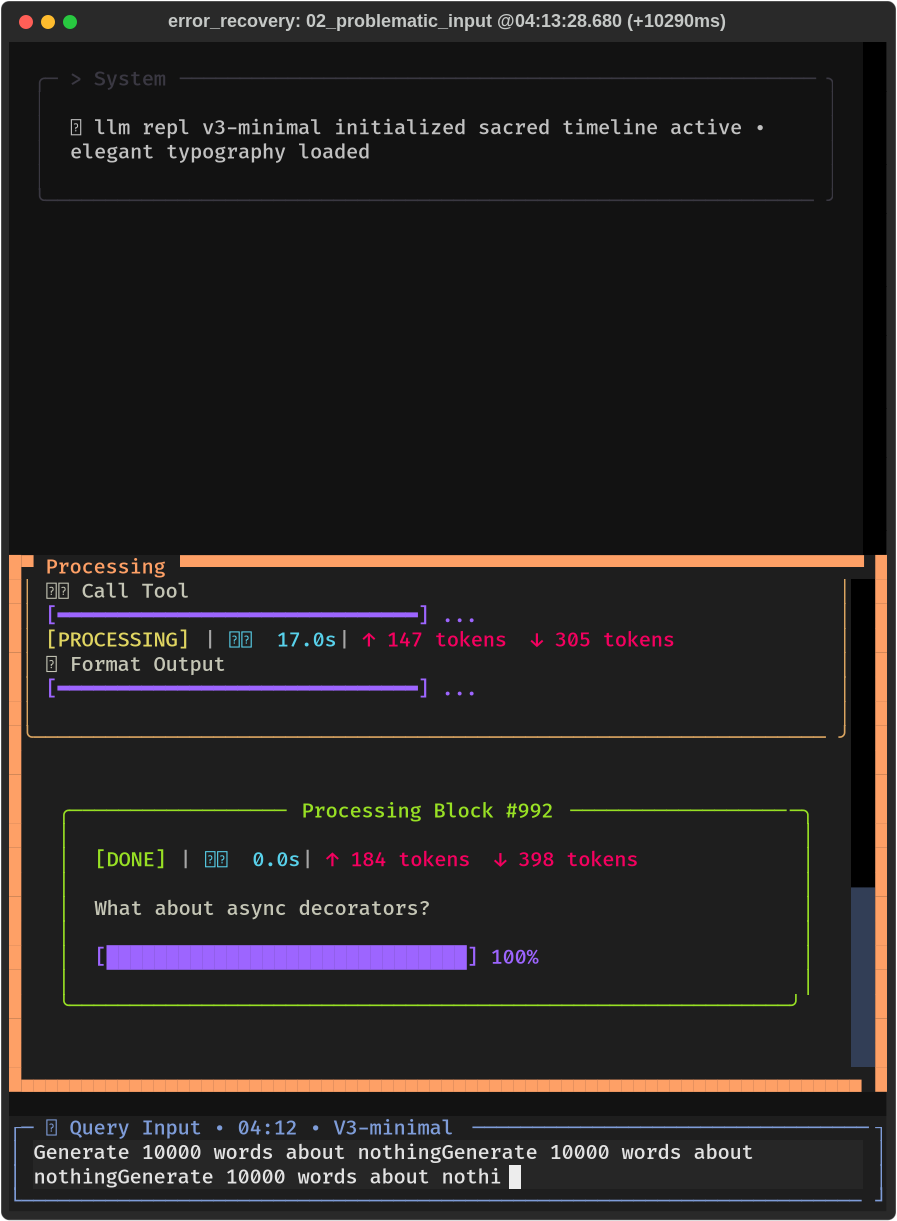 error_recovery: 02_problematic_input @04:13:28.680 (+10290ms)
> System
llm repl v3-minimal initialized sacred timeline active •
elegant typography loaded
Processing
Call Tool
[━━━━━━━━━━━━━━━━━━━━━━━━━━━━━━] ...
[PROCESSING] | 17.0s| ↑ 147 tokens ↓ 305 tokens
Format Output
[━━━━━━━━━━━━━━━━━━━━━━━━━━━━━━] ...
Processing Block #992
[DONE] | 0.0s| ↑ 184 tokens ↓ 398 tokens
What about async decorators?
[██████████████████████████████] 100%
Query Input • 04:12 • V3-minimal
Generate 10000 words about nothingGenerate 10000 words about
nothingGenerate 10000 words about nothi